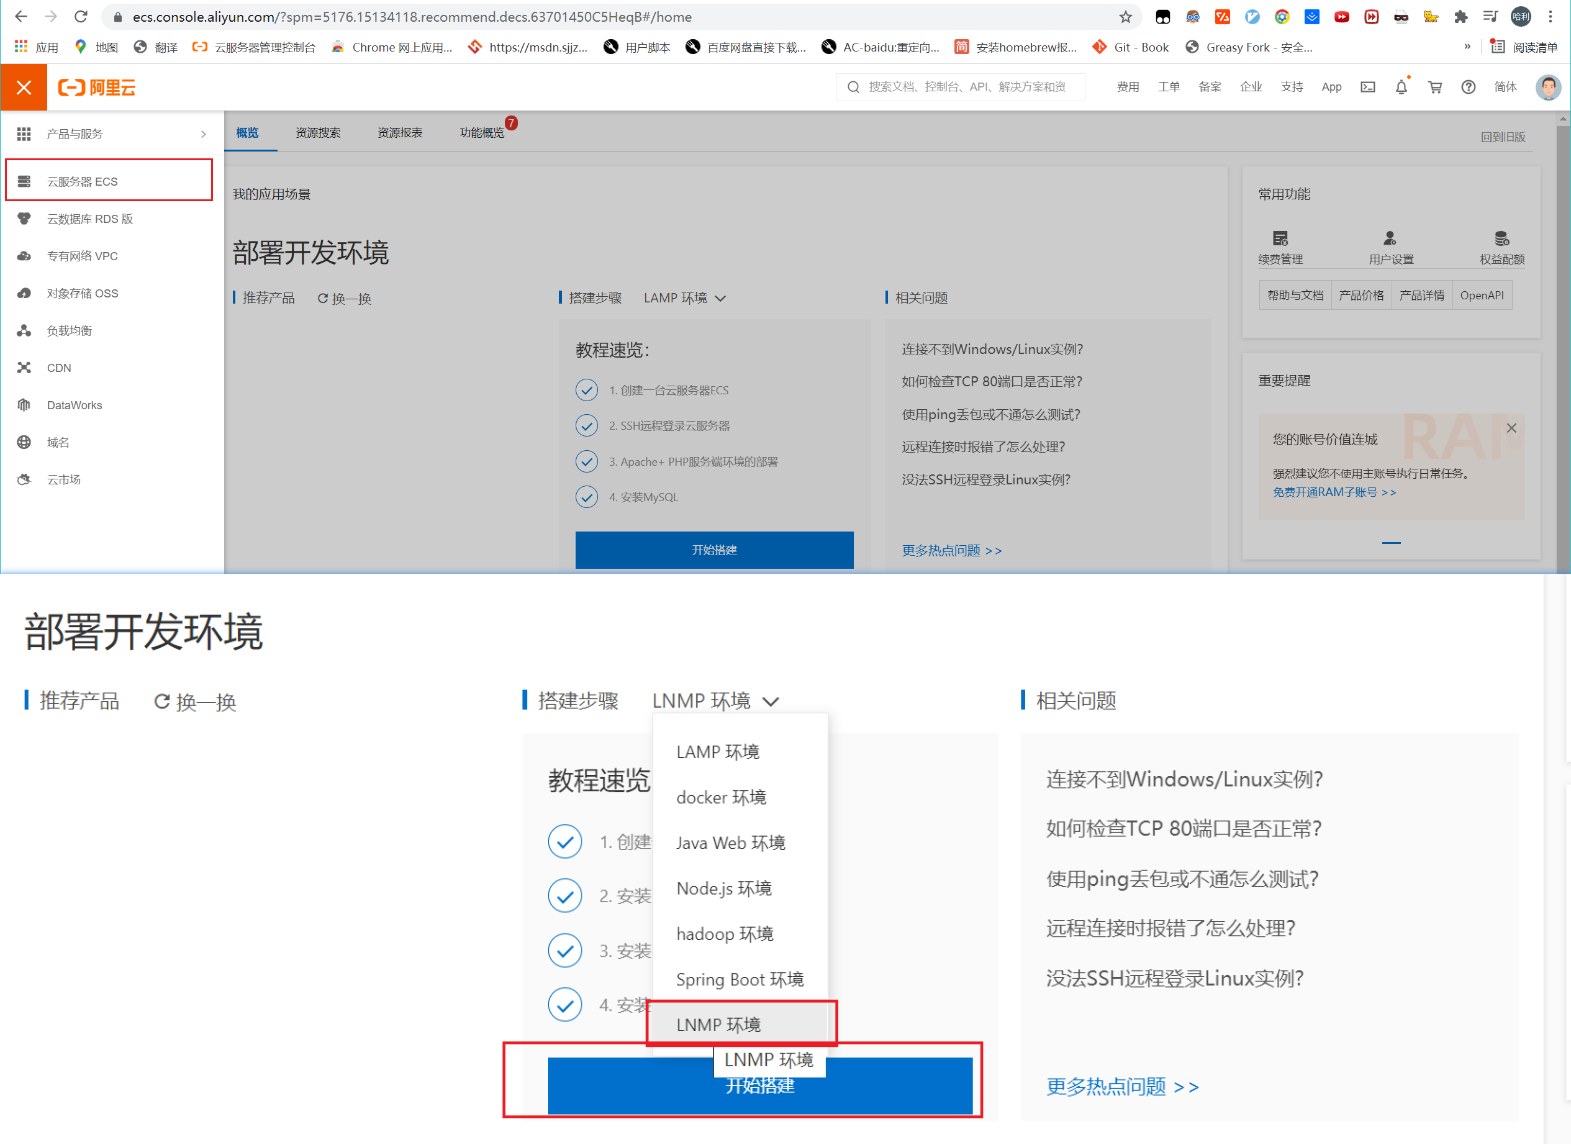 ecs.console.aliyun.com/?spm=5176.15134118.recommend.decs.63701450C5HeqB#/home
哈利
应用 地图 翻译 云服务器管理控制台 Chrome 网上应用... https://msdn.sjjz... 用户脚本 百度网盘直接下载... AC-baidu:重定向... 简 安装homebrew报... Git - Book Greasy Fork - 安全... » 阅读清单
阿里云 搜索文档、控制台、API、解决方案和资 费用 工单 备案 企业 支持 App 简体
产品与服务
云服务器 ECS
云数据库 RDS 版
专有网络 VPC
对象存储 OSS
负载均衡
CDN
DataWorks
域名
云市场
概览 资源搜索 资源报表 功能概览 7 回到旧版
我的应用场景
部署开发环境
推荐产品 换一换
搭建步骤 LAMP 环境
教程速览：
1. 创建一台云服务器ECS
2. SSH远程登录云服务器
3. Apache+ PHP服务端环境的部署
4. 安装MySQL
开始搭建
相关问题
连接不到Windows/Linux实例?
如何检查TCP 80端口是否正常?
使用ping丢包或不通怎么测试?
远程连接时报错了怎么处理?
没法SSH远程登录Linux实例?
更多热点问题 >>
常用功能
续费管理 用户设置 权益配额
帮助与文档 产品价格 产品详情 OpenAPI
重要提醒
RAM
您的账号价值连城
强烈建议您不使用主账号执行日常任务。
免费开通RAM子账号 >>
部署开发环境
推荐产品 换一换
搭建步骤 LNMP 环境
教程速览
1. 创建
2. 安装
3. 安装
4. 安装
LAMP 环境
docker 环境
Java Web 环境
Node.js 环境
hadoop 环境
Spring Boot 环境
LNMP 环境
LNMP 环境
开始搭建
相关问题
连接不到Windows/Linux实例?
如何检查TCP 80端口是否正常?
使用ping丢包或不通怎么测试?
远程连接时报错了怎么处理?
没法SSH远程登录Linux实例?
更多热点问题 >>